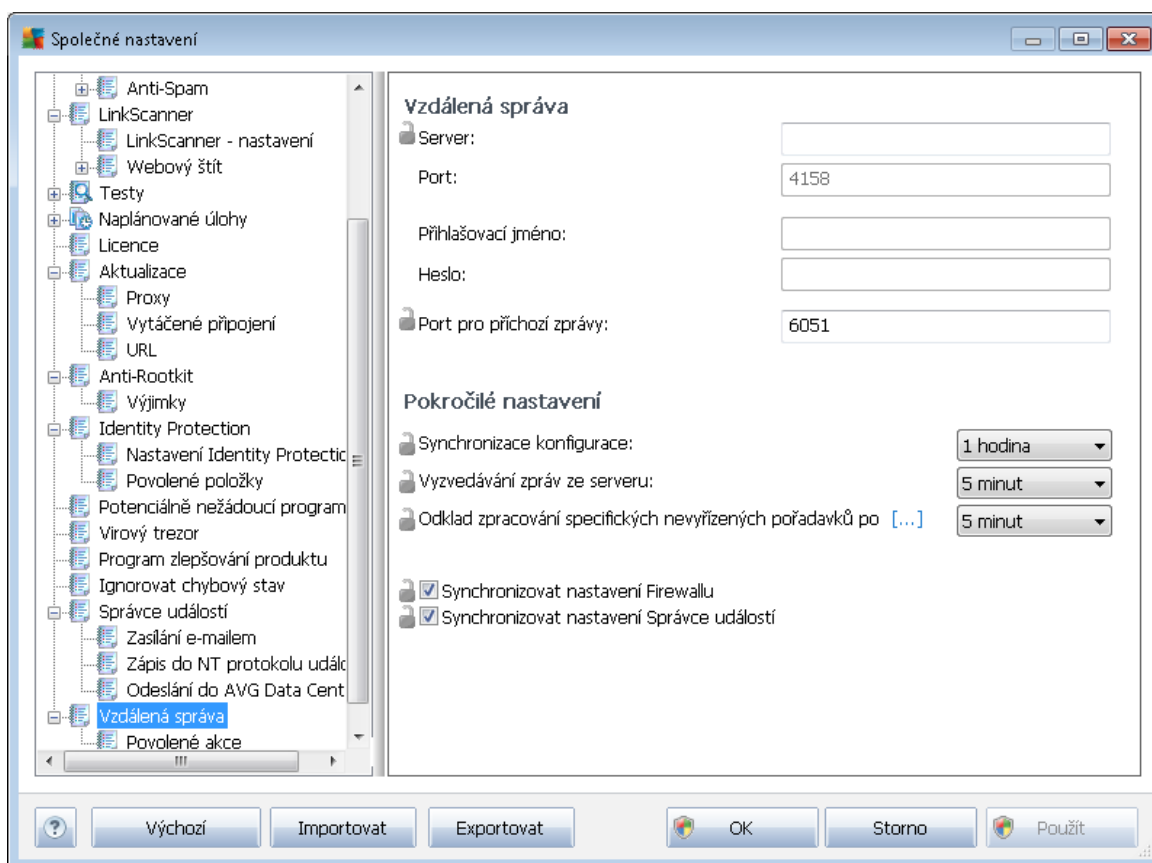 Společné nastavení
Anti-Spam
LinkScanner
LinkScanner - nastavení
Webový štít
Testy
Naplánované úlohy
Licence
Aktualizace
Proxy
Vytáčené připojení
URL
Anti-Rootkit
Výjimky
Identity Protection
Nastavení Identity Protectic
Povolené položky
Potenciálně nežádoucí program
Virový trezor
Program zlepšování produktu
Ignorovat chybový stav
Správce událostí
Zasílání e-mailem
Zápis do NT protokolu udála
Odeslání do AVG Data Cent
Vzdálená správa
Povolené akce
Vzdálená správa
Server:
Port: 4158
Přihlašovací jméno:
Heslo:
Port pro příchozí zprávy: 6051
Pokročilé nastavení
Synchronizace konfigurace: 1 hodina
Vyzvedávání zpráv ze serveru: 5 minut
Odklad zpracování specifických nevyřízených požadavků po [...] 5 minut
Synchronizovat nastavení Firewallu
Synchronizovat nastavení Správce událostí
? Výchozí Importovat Exportovat OK Storno Použít